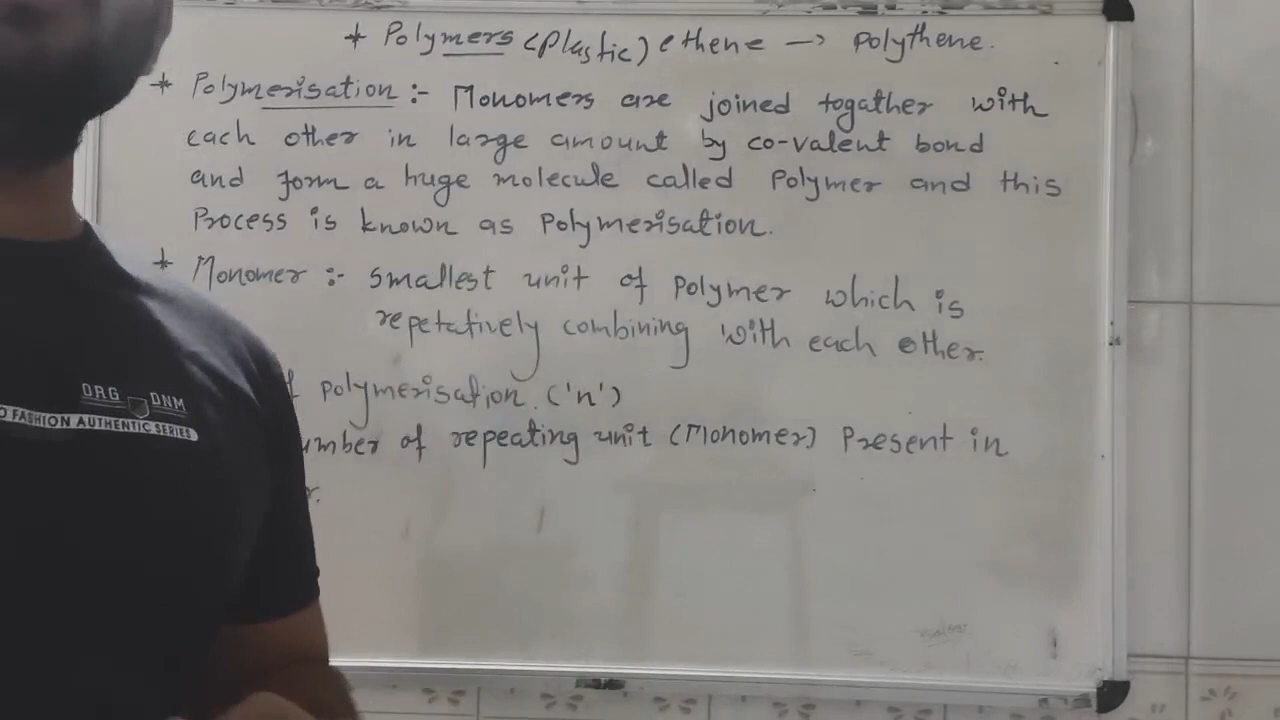 * Polymers (Plastic) ethene → Polythene.
* Polymerisation :- Monomers are joined togather with
each other in large amount by co-valent bond
and form a huge molecule called Polymer and this
Process is known as Polymerisation.
* Monomer :- Smallest unit of Polymer which is
repetatively combining with each other.
f polymerisation. ('n')
umber of repeating unit (Monomer) Present in
r.
DRG DNM
O FASHION AUTHENTIC SERIES